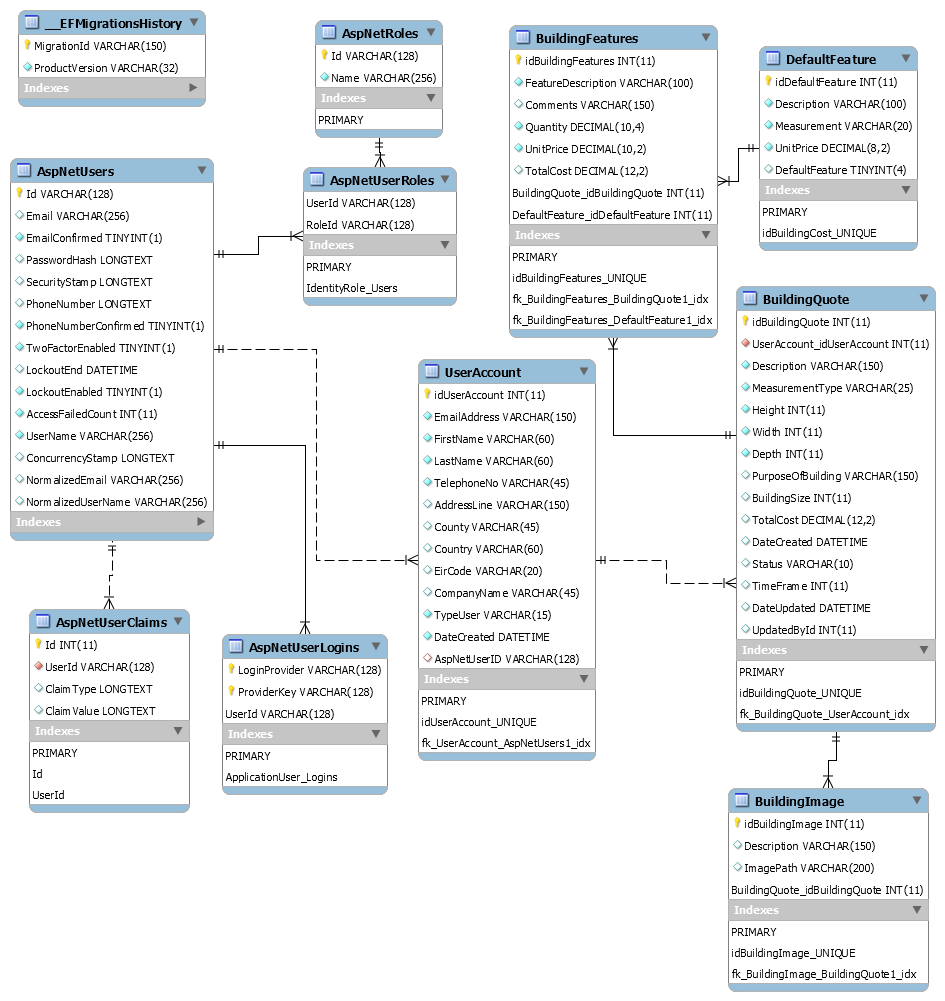 __EFMigrationsHistory
MigrationId VARCHAR(150)
ProductVersion VARCHAR(32)
Indexes
AspNetRoles
Id VARCHAR(128)
Name VARCHAR(256)
Indexes
PRIMARY
BuildingFeatures
idBuildingFeatures INT(11)
FeatureDescription VARCHAR(100)
Comments VARCHAR(150)
Quantity DECIMAL(10,4)
UnitPrice DECIMAL(10,2)
TotalCost DECIMAL(12,2)
BuildingQuote_idBuildingQuote INT(11)
DefaultFeature_idDefaultFeature INT(11)
Indexes
PRIMARY
idBuildingFeatures_UNIQUE
fk_BuildingFeatures_BuildingQuote1_idx
fk_BuildingFeatures_DefaultFeature1_idx
DefaultFeature
idDefaultFeature INT(11)
Description VARCHAR(100)
Measurement VARCHAR(20)
UnitPrice DECIMAL(8,2)
DefaultFeature TINYINT(4)
Indexes
PRIMARY
idBuildingCost_UNIQUE
AspNetUsers
Id VARCHAR(128)
Email VARCHAR(256)
EmailConfirmed TINYINT(1)
PasswordHash LONGTEXT
SecurityStamp LONGTEXT
PhoneNumber LONGTEXT
PhoneNumberConfirmed TINYINT(1)
TwoFactorEnabled TINYINT(1)
LockoutEnd DATETIME
LockoutEnabled TINYINT(1)
AccessFailedCount INT(11)
UserName VARCHAR(256)
ConcurrencyStamp LONGTEXT
NormalizedEmail VARCHAR(256)
NormalizedUserName VARCHAR(256)
Indexes
AspNetUserRoles
UserId VARCHAR(128)
RoleId VARCHAR(128)
Indexes
PRIMARY
IdentityRole_Users
UserAccount
idUserAccount INT(11)
EmailAddress VARCHAR(150)
FirstName VARCHAR(60)
LastName VARCHAR(60)
TelephoneNo VARCHAR(45)
AddressLine VARCHAR(150)
County VARCHAR(45)
Country VARCHAR(60)
EirCode VARCHAR(20)
CompanyName VARCHAR(45)
TypeUser VARCHAR(15)
DateCreated DATETIME
AspNetUserID VARCHAR(128)
Indexes
PRIMARY
idUserAccount_UNIQUE
fk_UserAccount_AspNetUsers1_idx
BuildingQuote
idBuildingQuote INT(11)
UserAccount_idUserAccount INT(11)
Description VARCHAR(150)
MeasurementType VARCHAR(25)
Height INT(11)
Width INT(11)
Depth INT(11)
PurposeOfBuilding VARCHAR(150)
BuildingSize INT(11)
TotalCost DECIMAL(12,2)
DateCreated DATETIME
Status VARCHAR(10)
TimeFrame INT(11)
DateUpdated DATETIME
UpdatedById INT(11)
Indexes
PRIMARY
idBuildingQuote_UNIQUE
fk_BuildingQuote_UserAccount_idx
AspNetUserClaims
Id INT(11)
UserId VARCHAR(128)
ClaimType LONGTEXT
ClaimValue LONGTEXT
Indexes
PRIMARY
Id
UserId
AspNetUserLogins
LoginProvider VARCHAR(128)
ProviderKey VARCHAR(128)
UserId VARCHAR(128)
Indexes
PRIMARY
ApplicationUser_Logins
BuildingImage
idBuildingImage INT(11)
Description VARCHAR(150)
ImagePath VARCHAR(200)
BuildingQuote_idBuildingQuote INT(11)
Indexes
PRIMARY
idBuildingImage_UNIQUE
fk_BuildingImage_BuildingQuote1_idx